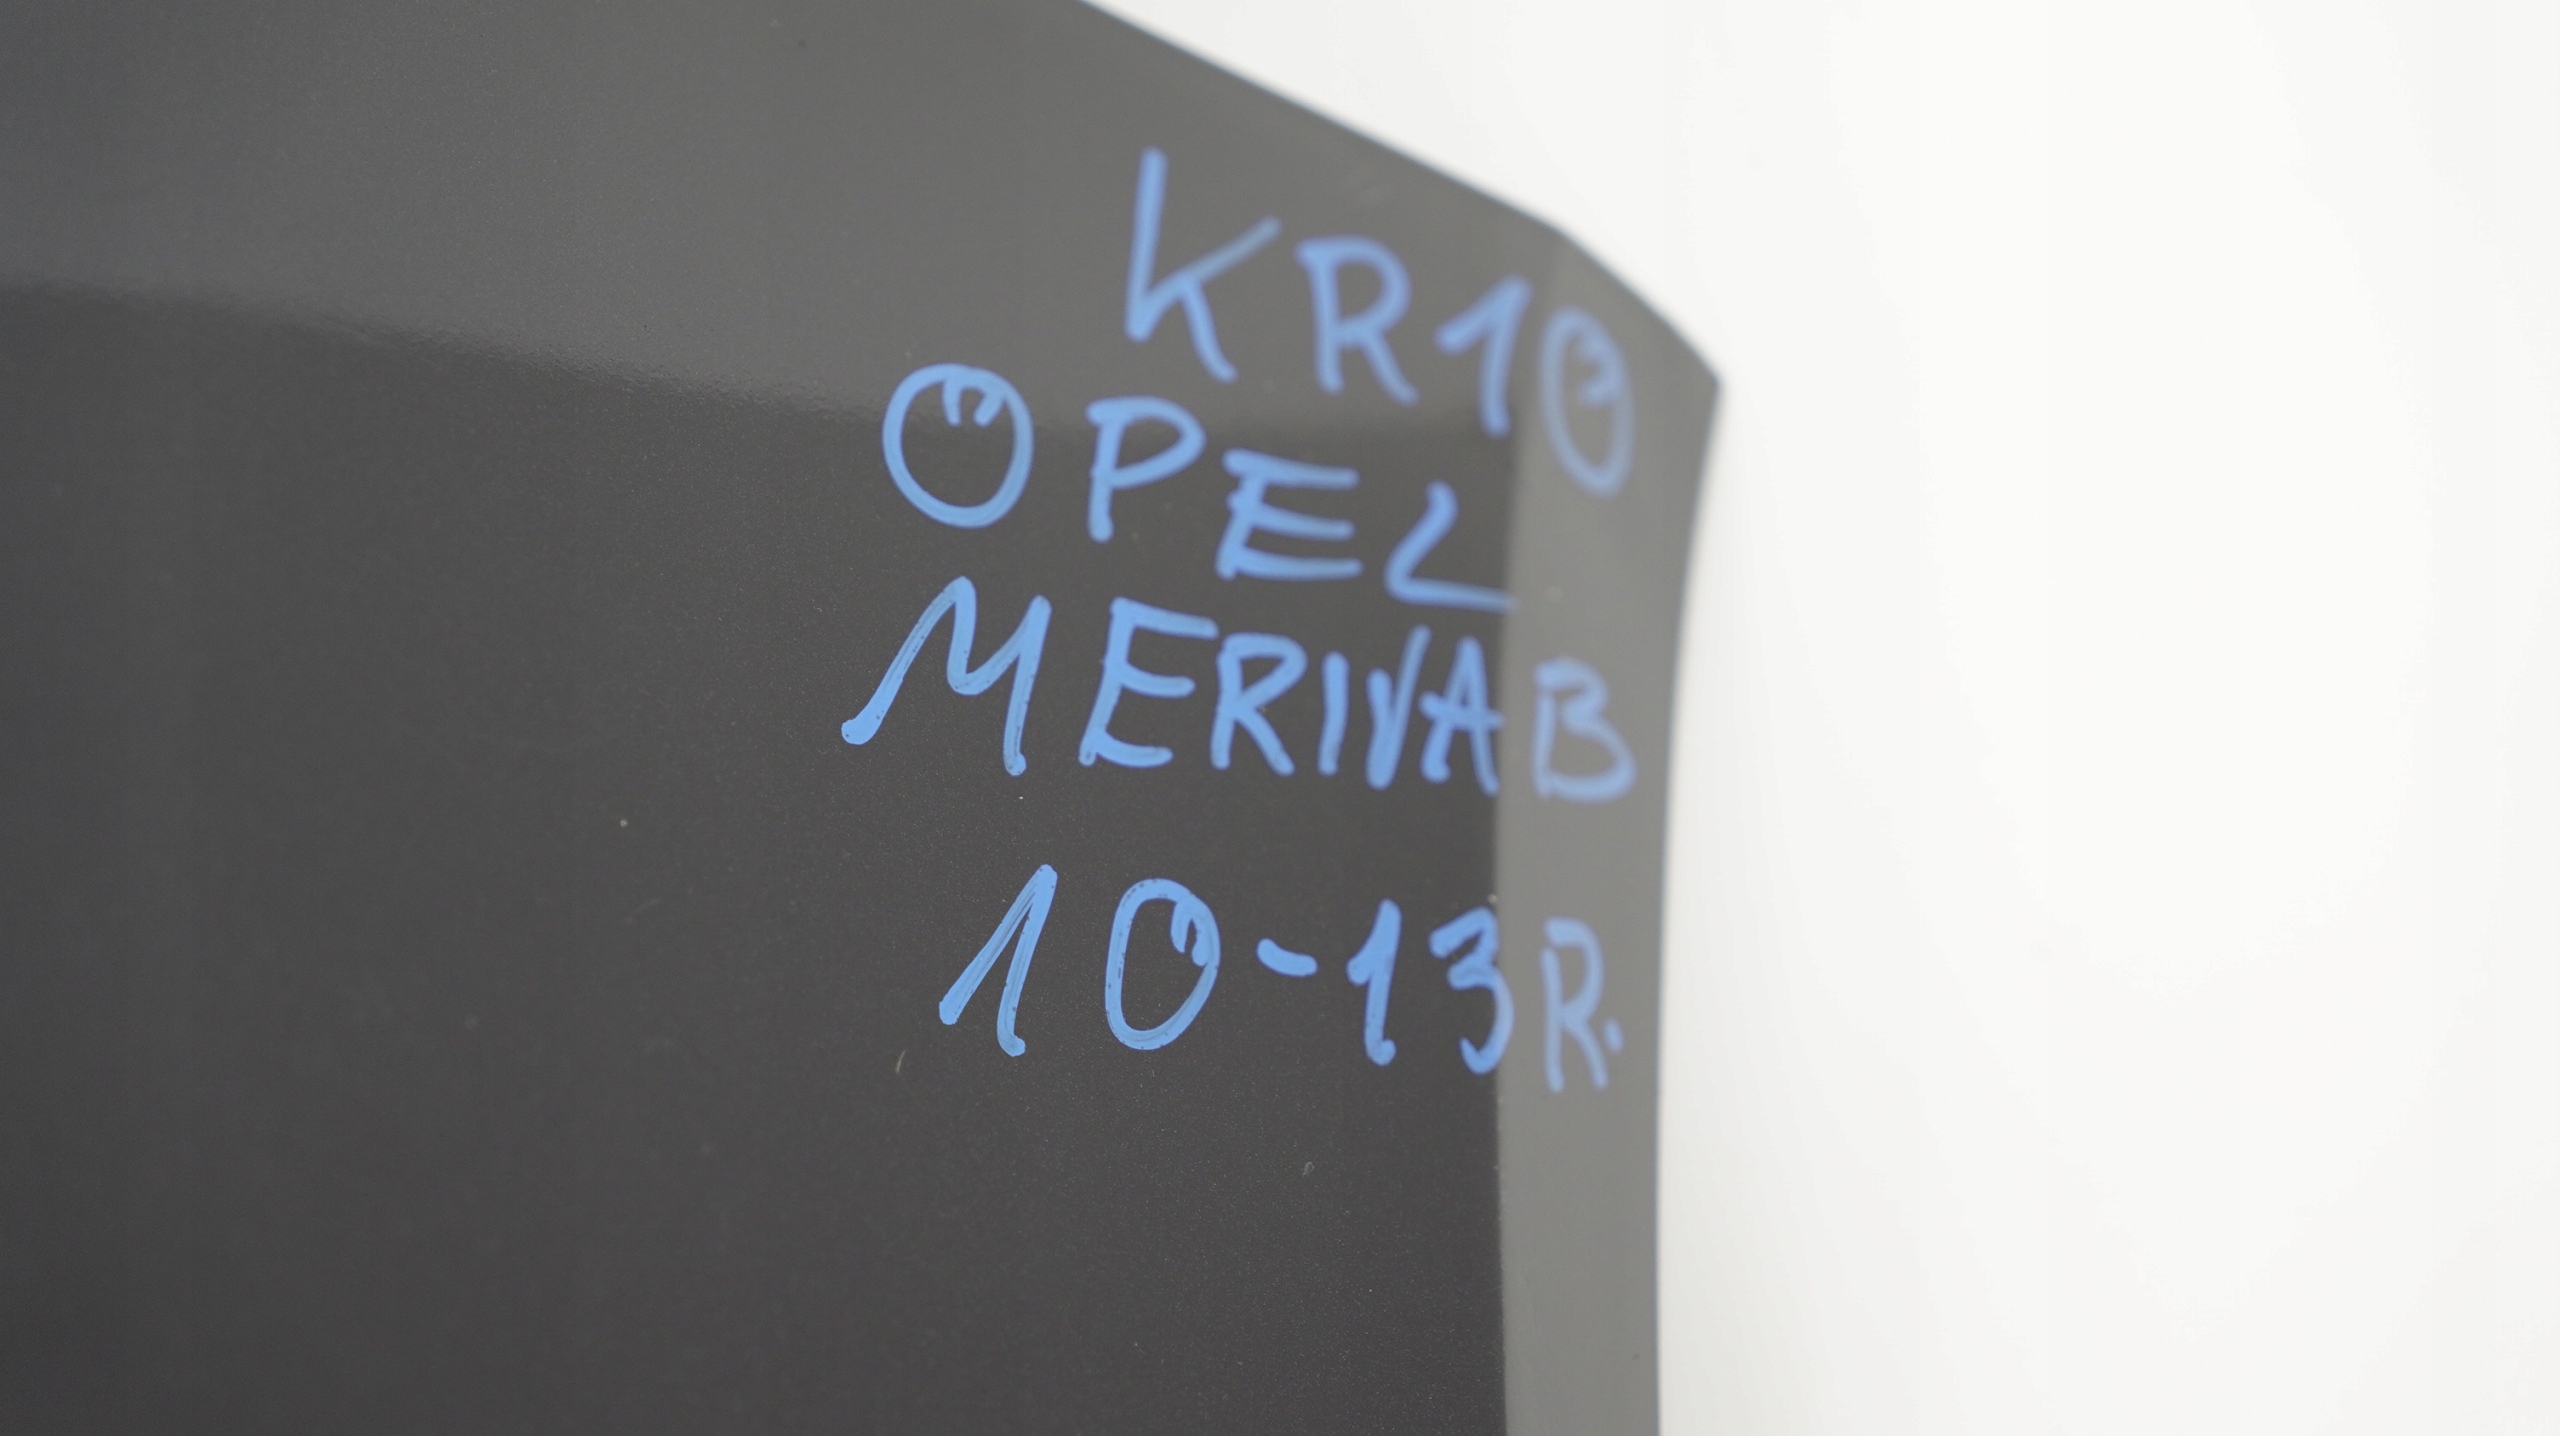 KR10
OPEL
MERIVA B
10-13R.